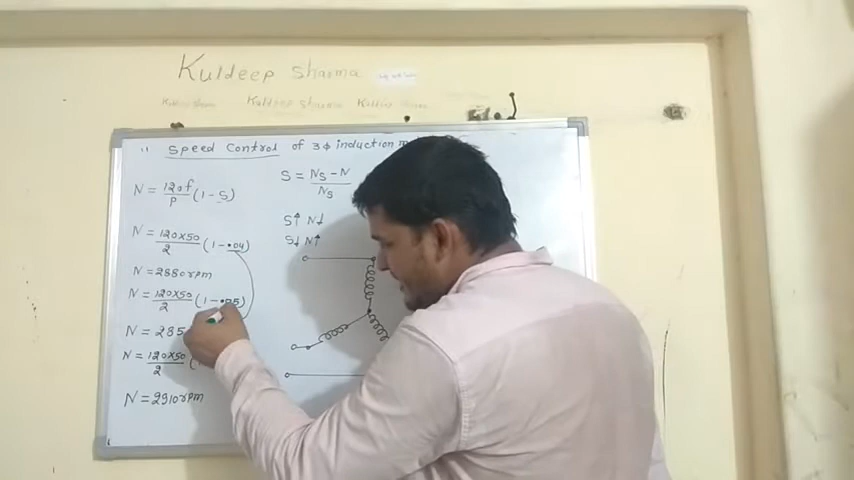 Kuldeep Sharma
Kuldeep Sharma
Speed Control of 3ϕ induction
N = 120f/P (1 - S)
N = 120×50/2 (1 - .04)
N = 2880 rpm
N = 120×50/2 (1 - .05)
N = 285
N = 120×50/2 (
N = 2910 rpm
S = Ns - N/Ns
S↑ N↓
S↓ N↑